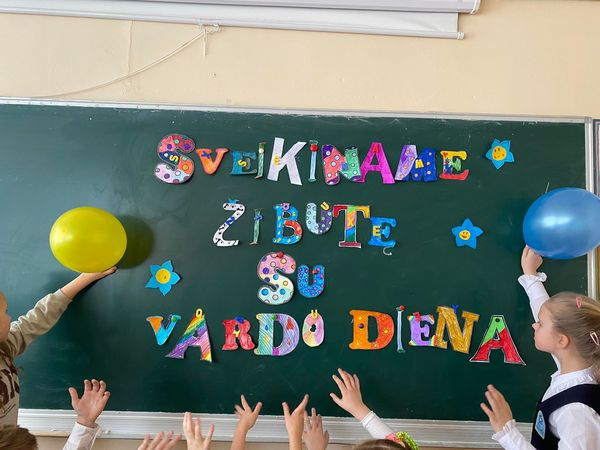 SVEIKINAME
ŽIBUTĘ
SU
VARDO DIENA